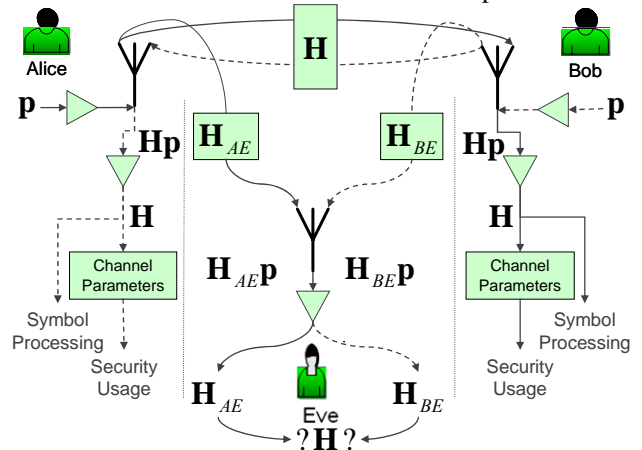 H
Alice
Bob
p
p
Hp
H_AE
H_BE
Hp
H
H
Channel
Parameters
H_AE p
H_BE p
Channel
Parameters
Symbol
Processing
Security
Usage
Symbol
Processing
Security
Usage
H_AE
Eve
H_BE
? H ?